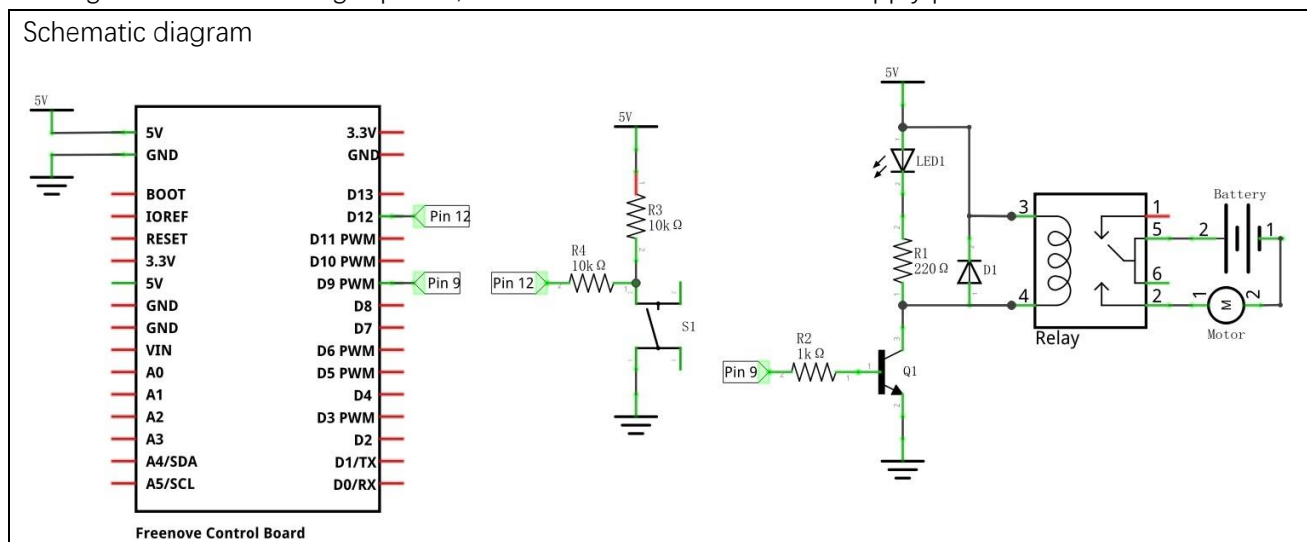 Schematic diagram
5V
5V
GND
BOOT
IOREF
RESET
3.3V
5V
GND
GND
VIN
A0
A1
A2
A3
A4/SDA
A5/SCL
3.3V
GND
D13
D12
D11 PWM
D10 PWM
D9 PWM
D8
D7
D6 PWM
D5 PWM
D4
D3 PWM
D2
D1/TX
D0/RX
Pin 12
Pin 9
Freenove Control Board
5V
R3
10kΩ
R4
10kΩ
Pin 12
S1
5V
LED1
R1
220Ω
D1
R2
1kΩ
Pin 9
Q1
3
4
1
5
6
2
Relay
Battery
2
1
1
M
2
Motor